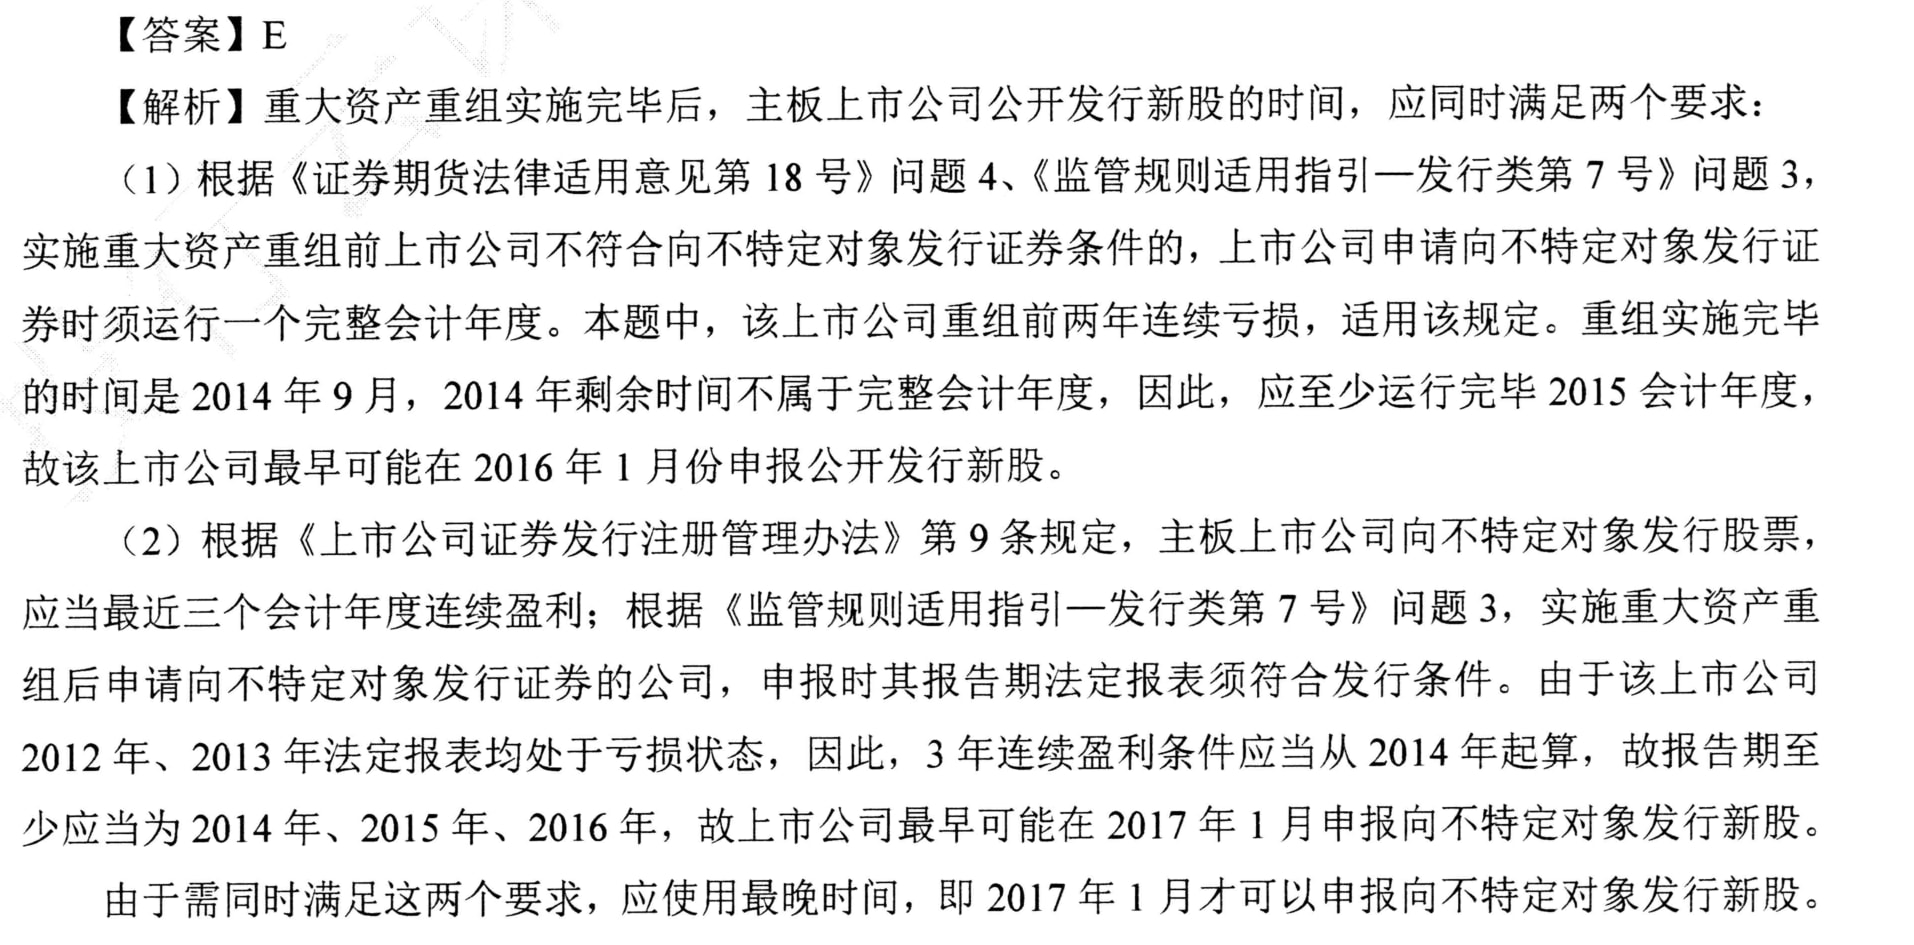 【答案】E
【解析】重大资产重组实施完毕后，主板上市公司公开发行新股的时间，应同时满足两个要求：
（1）根据《证券期货法律适用意见第 18 号》问题 4、《监管规则适用指引—发行类第 7 号》问题 3，
实施重大资产重组前上市公司不符合向不特定对象发行证券条件的，上市公司申请向不特定对象发行证
券时须运行一个完整会计年度。本题中，该上市公司重组前两年连续亏损，适用该规定。重组实施完毕
的时间是 2014 年 9 月，2014 年剩余时间不属于完整会计年度，因此，应至少运行完毕 2015 会计年度，
故该上市公司最早可能在 2016 年 1 月份申报公开发行新股。
（2）根据《上市公司证券发行注册管理办法》第 9 条规定，主板上市公司向不特定对象发行股票，
应当最近三个会计年度连续盈利；根据《监管规则适用指引—发行类第 7 号》问题 3，实施重大资产重
组后申请向不特定对象发行证券的公司，申报时其报告期法定报表须符合发行条件。由于该上市公司
2012 年、2013 年法定报表均处于亏损状态，因此，3 年连续盈利条件应当从 2014 年起算，故报告期至
少应当为 2014 年、2015 年、2016 年，故上市公司最早可能在 2017 年 1 月申报向不特定对象发行新股。
由于需同时满足这两个要求，应使用最晚时间，即 2017 年 1 月才可以申报向不特定对象发行新股。